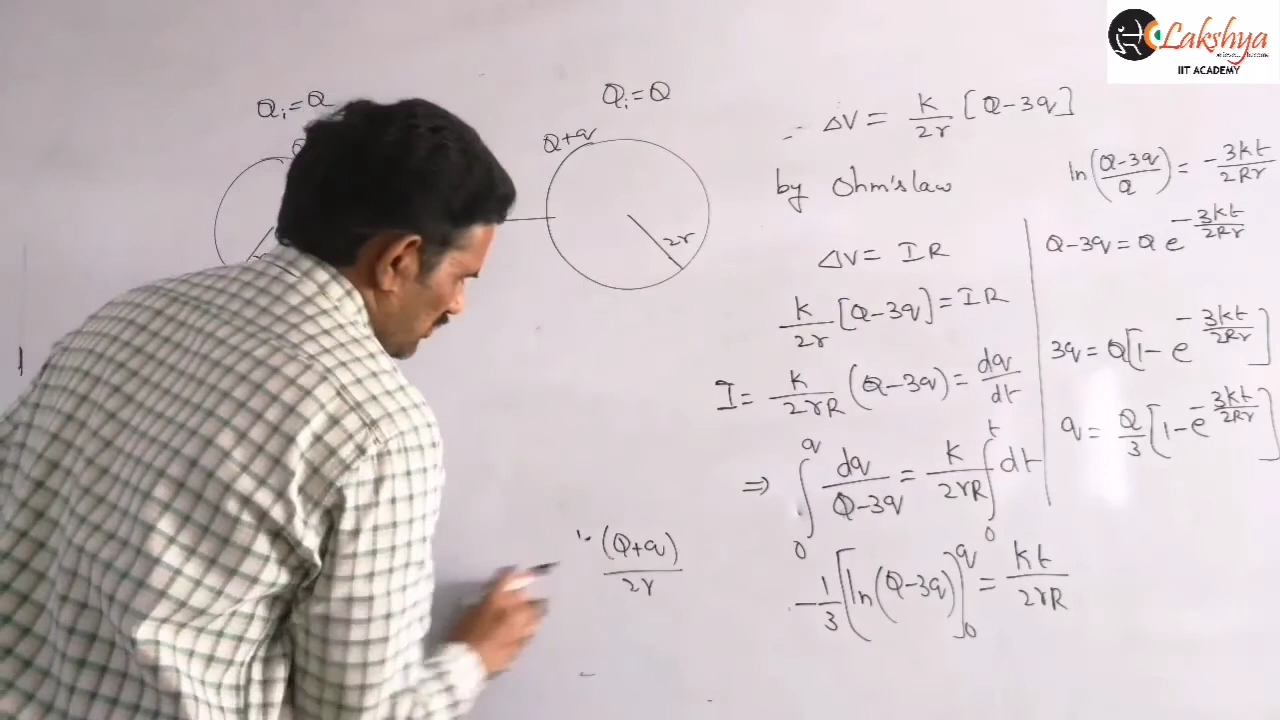 Lakshya
IIT ACADEMY
Qi = Q
Qi = Q
Q+q
2r
∴ ΔV = K/2r [Q-3q]
by Ohm's law
ΔV = IR
K/2r [Q-3q] = IR
I = K/2rR (Q-3q) = dq/dt
⇒ ∫₀^q dq/Q-3q = K/2rR ∫₀^t dt
-1/3 [ln(Q-3q)]₀^q = Kt/2rR
ln(Q-3q/Q) = -3Kt/2Rr
Q-3q = Q e^-3Kt/2Rr
3q = Q[1-e^-3Kt/2Rr]
q = Q/3 [1-e^-3Kt/2Rr]
(Q+q)/2r